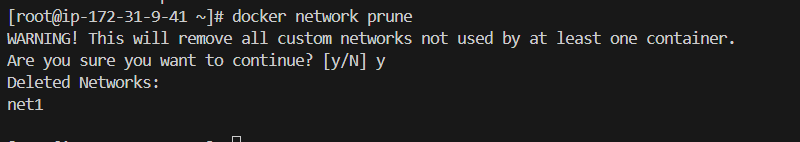 [root@ip-172-31-9-41 ~]# docker network prune
WARNING! This will remove all custom networks not used by at least one container.
Are you sure you want to continue? [y/N] y
Deleted Networks:
net1